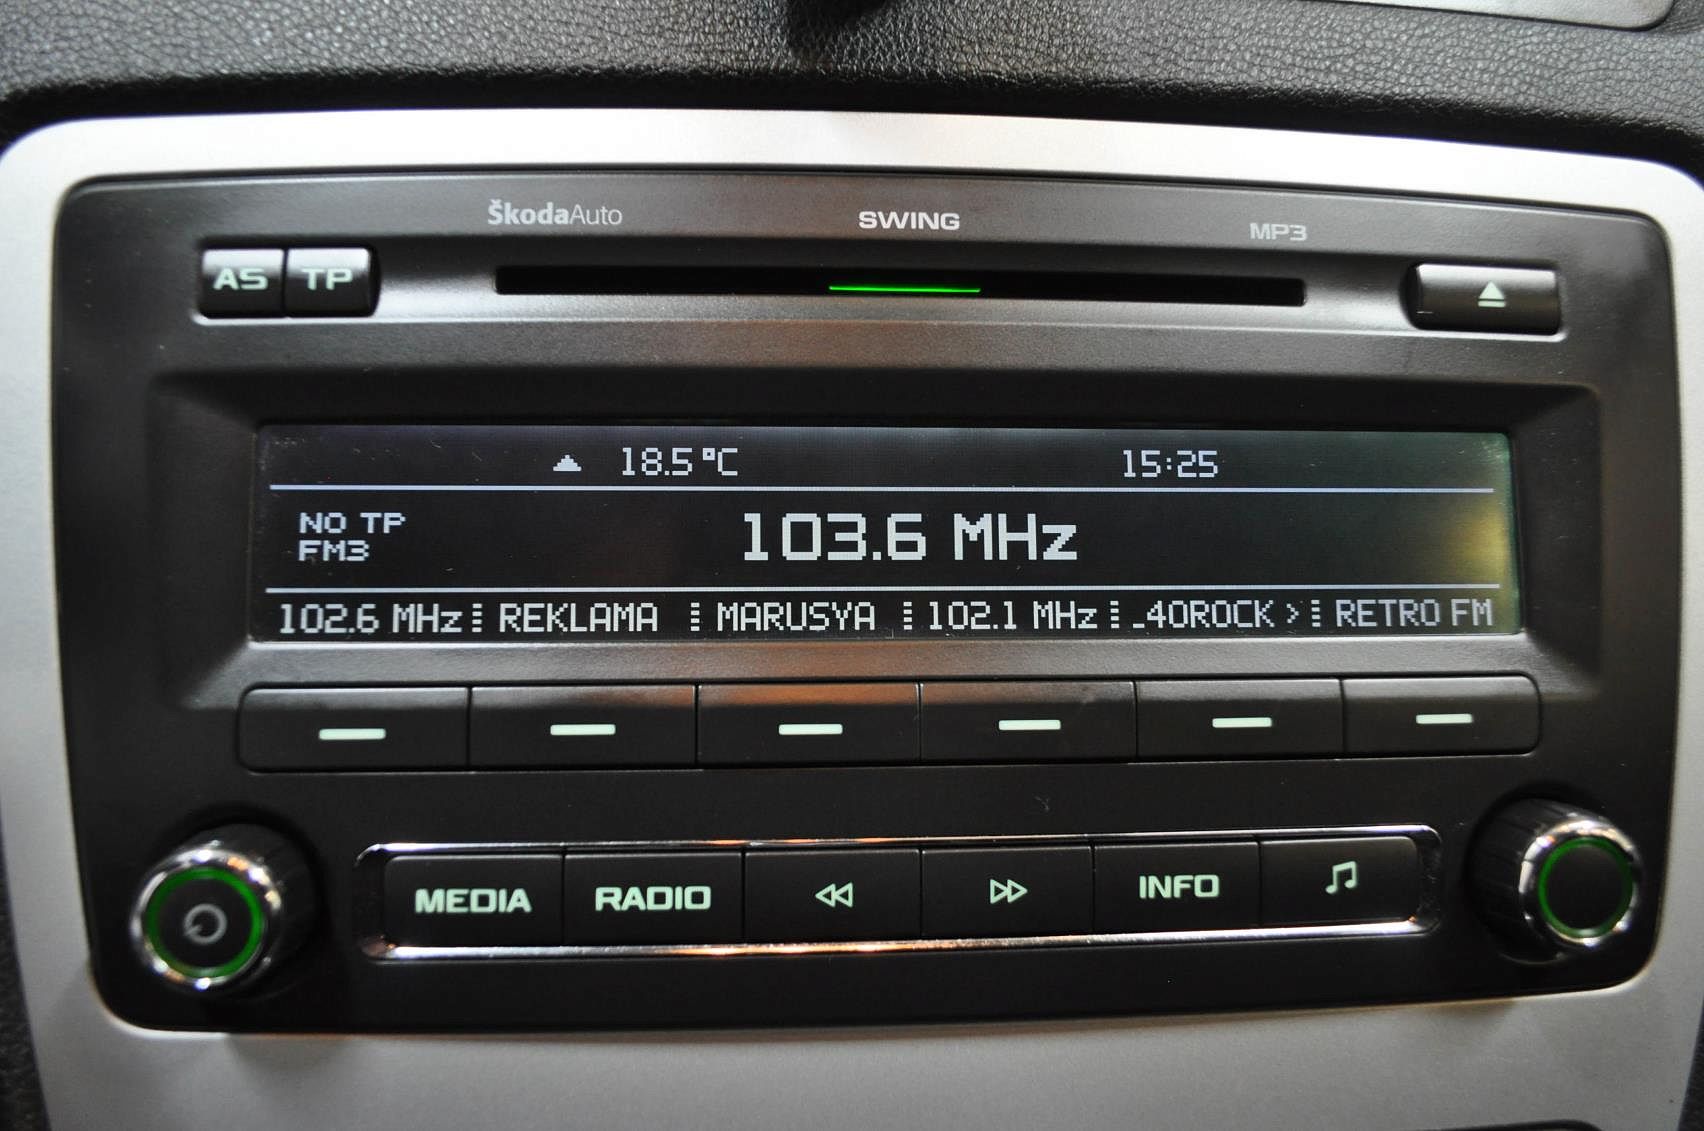 ŠkodaAuto SWING MP3
AS TP
18.5 °C 15:25
NO TP
FM3
103.6 MHz
102.6 MHz REKLAMA MARUSYA 102.1 MHz _40ROCK > RETRO FM
MEDIA RADIO INFO